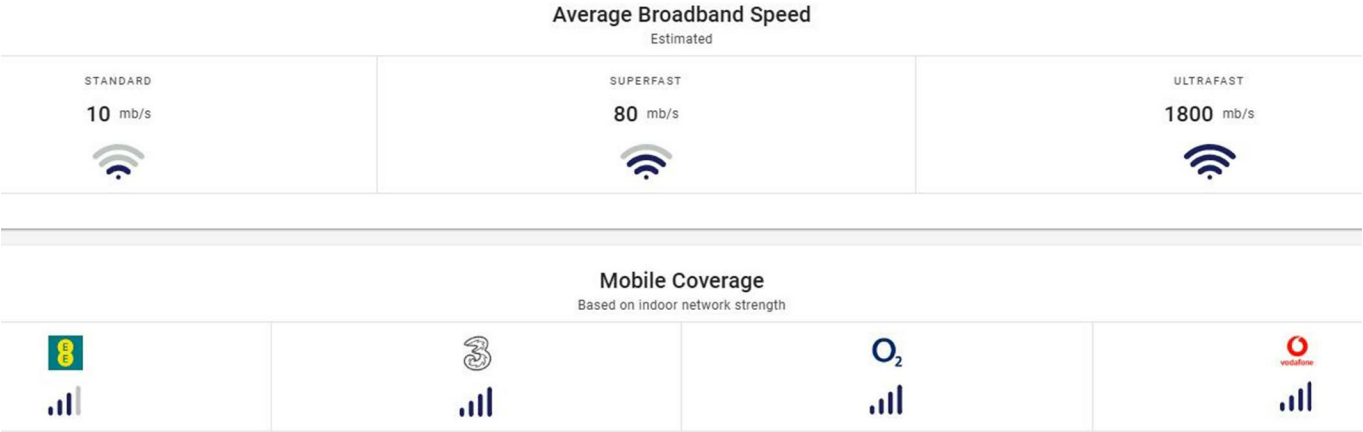 Average Broadband Speed
Estimated
STANDARD SUPERFAST ULTRAFAST
10 mb/s 80 mb/s 1800 mb/s
Mobile Coverage
Based on indoor network strength
EE 3 O2 vodafone